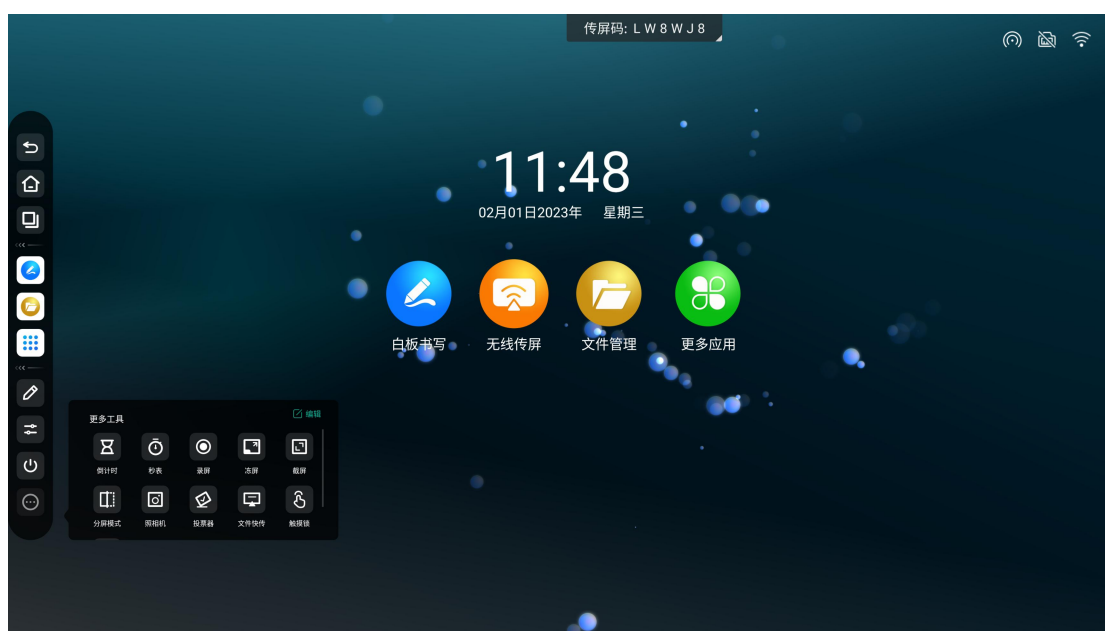 传屏码: LW8WJ8
11:48
02月01日2023年 星期三
白板书写 无线传屏 文件管理 更多应用
更多工具 编辑
倒计时 秒表 录屏 冻屏 截屏
分屏模式 照相机 投票器 文件快传 触摸锁